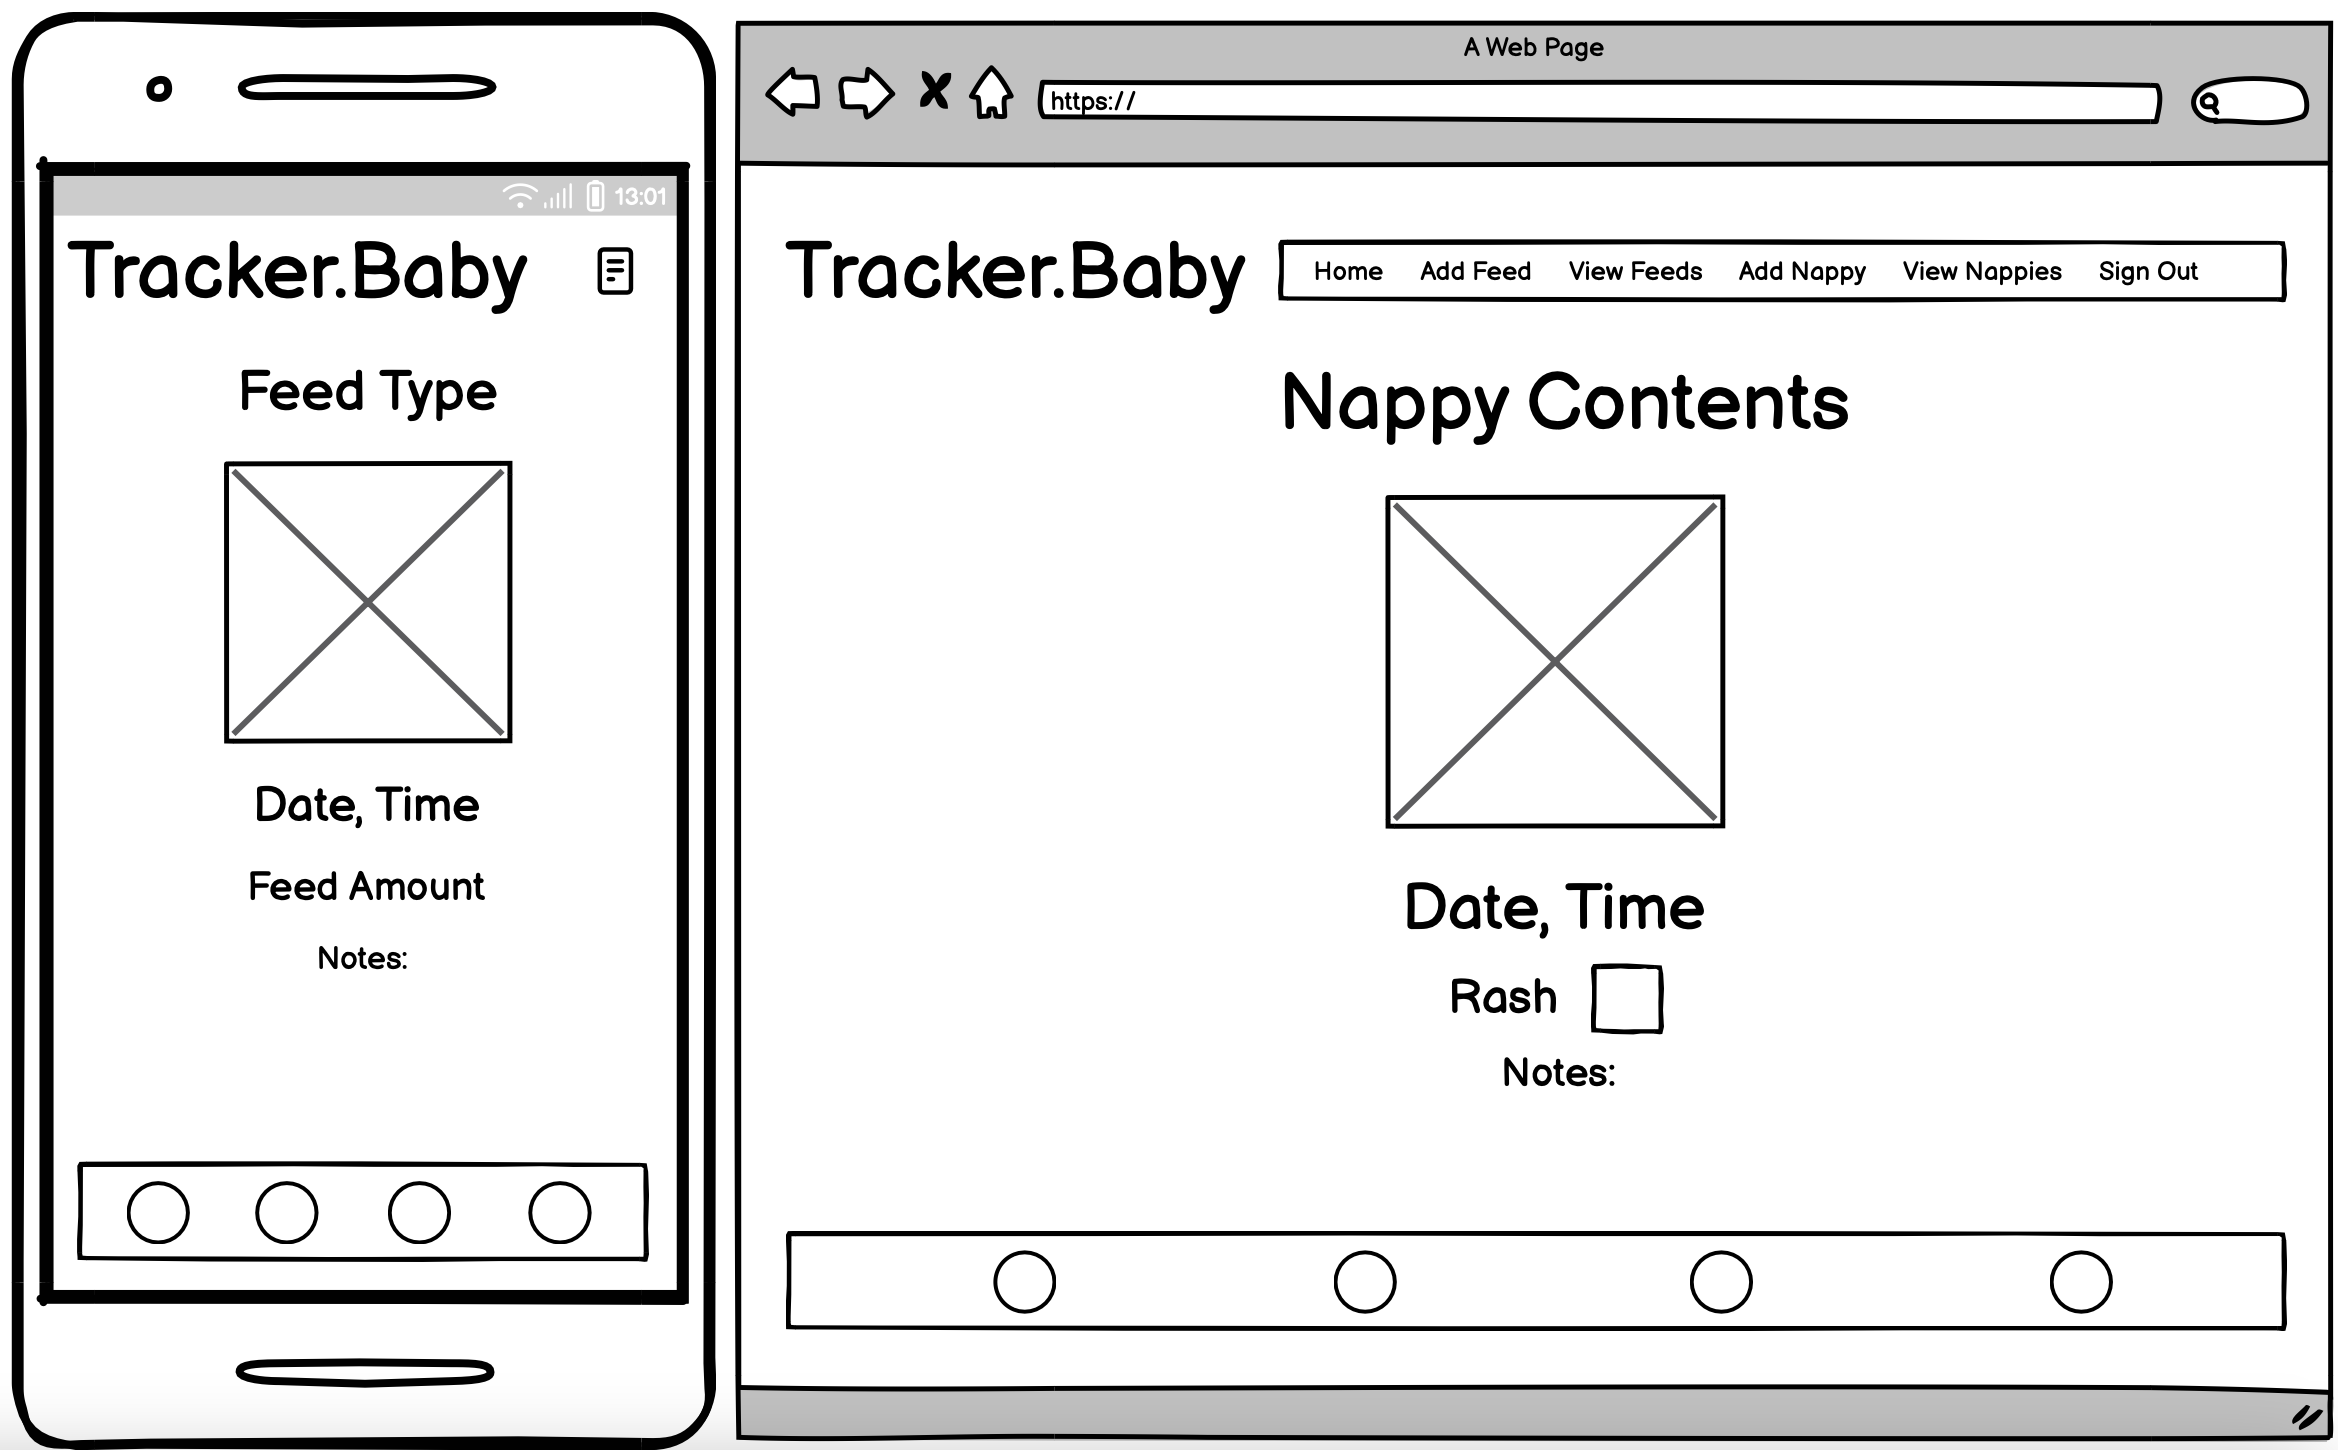 13:01
Tracker.Baby
Feed Type
Date, Time
Feed Amount
Notes:
A Web Page
https://
Tracker.Baby
Home Add Feed View Feeds Add Nappy View Nappies Sign Out
Nappy Contents
Date, Time
Rash
Notes: